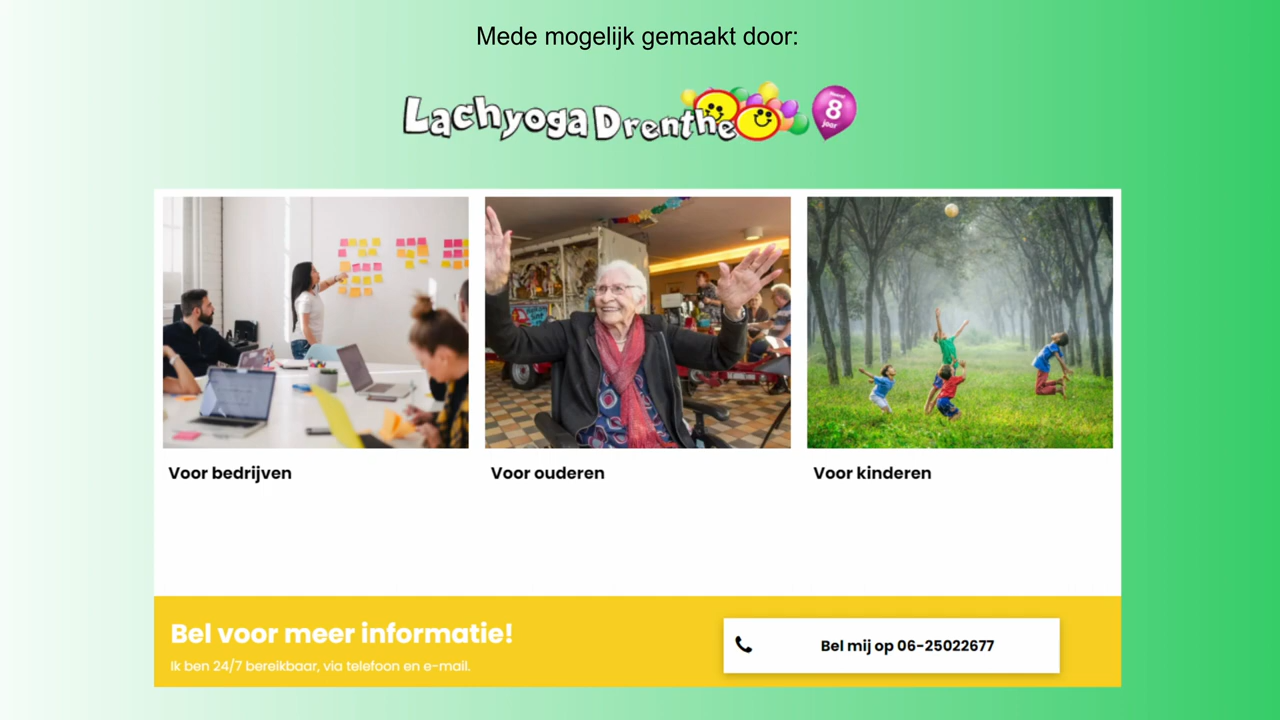 Mede mogelijk gemaakt door:
Lachyoga Drenthe
8
jaar
Voor bedrijven
Voor ouderen
Voor kinderen
Bel voor meer informatie!
Ik ben 24/7 bereikbaar, via telefoon en e-mail.
Bel mij op 06-25022677